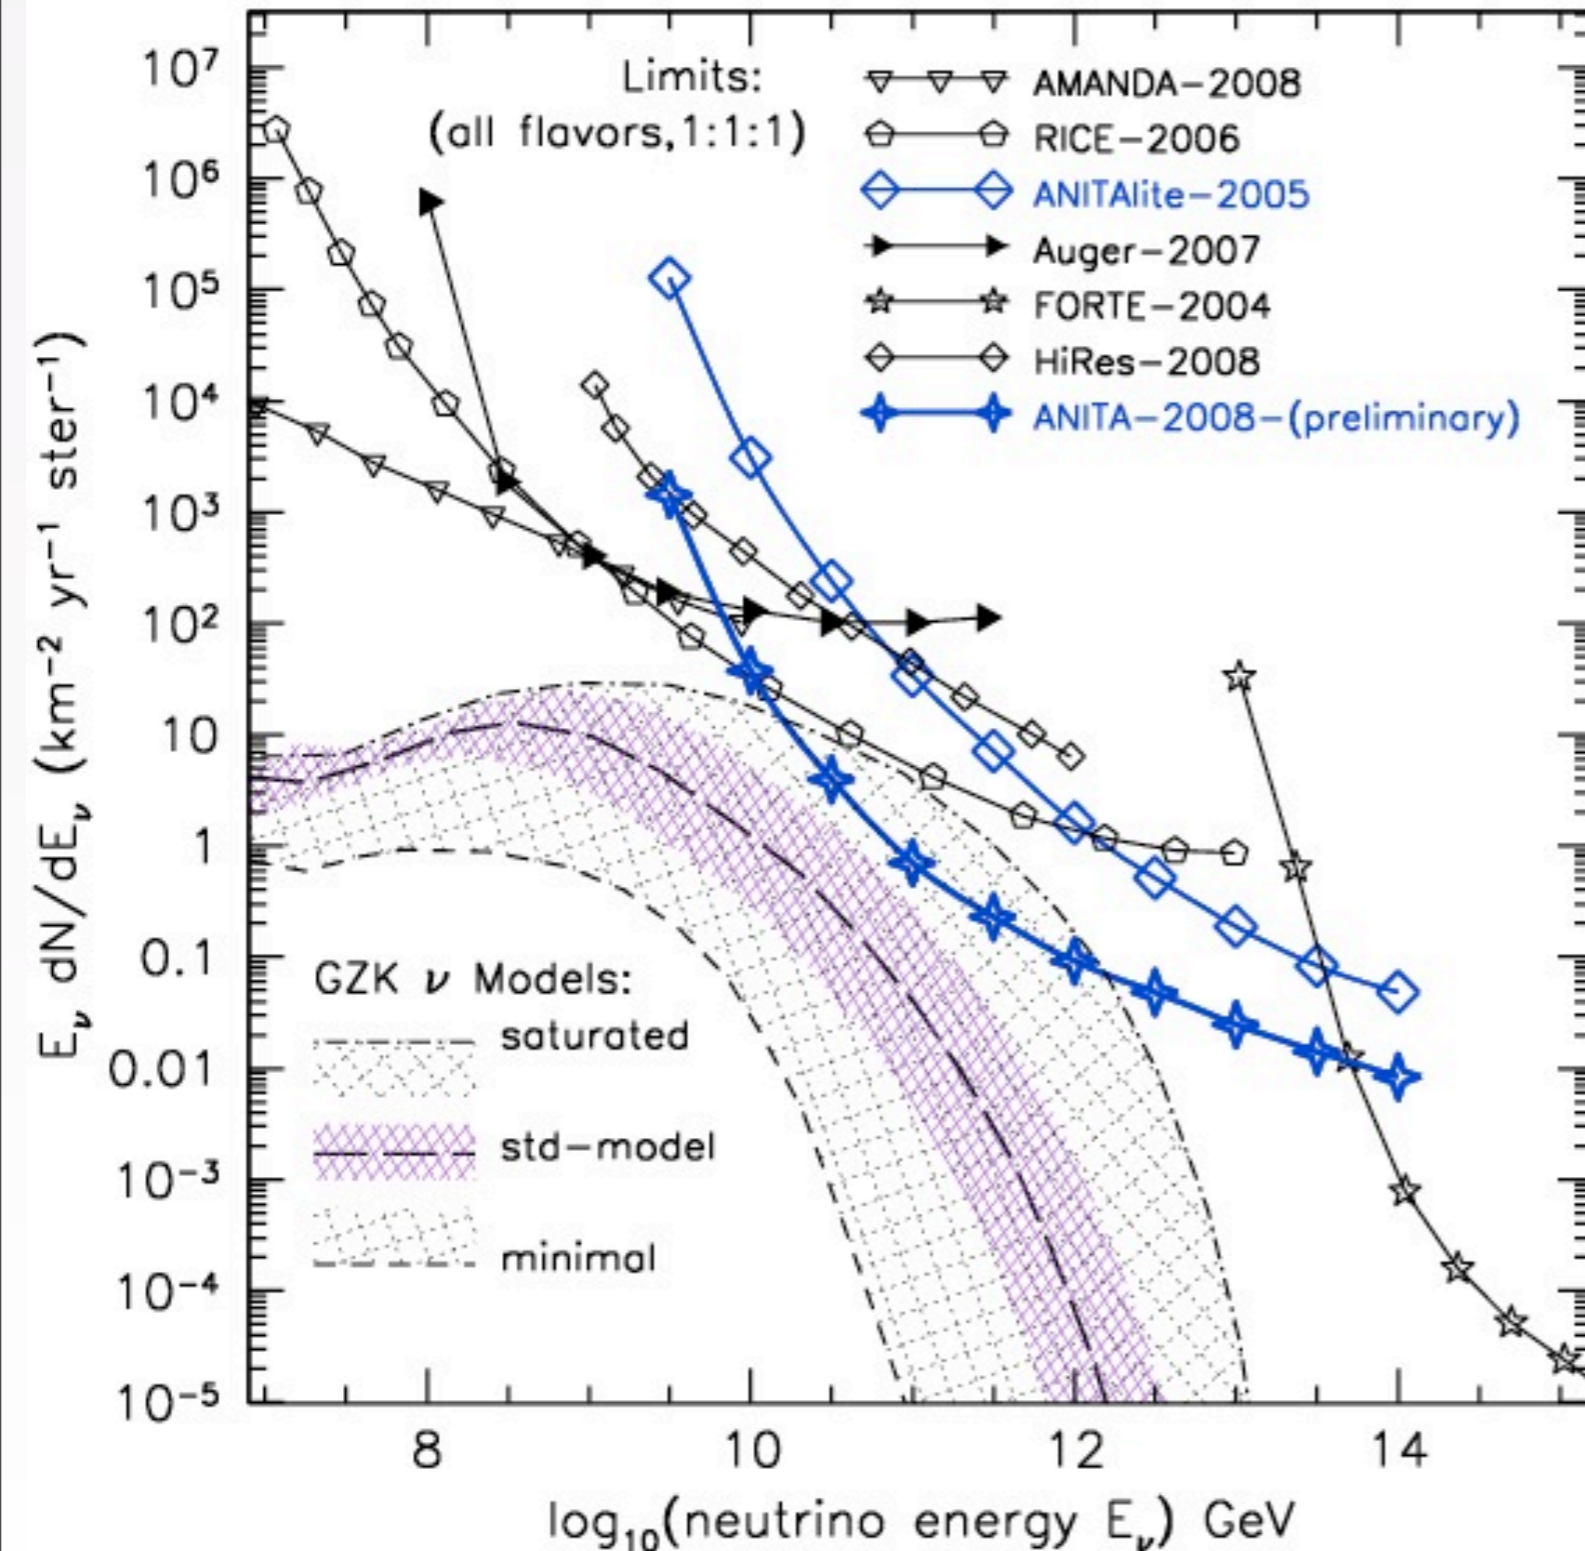 Limits:
(all flavors,1:1:1)
AMANDA-2008
RICE-2006
ANITAlite-2005
Auger-2007
FORTE-2004
HiRes-2008
ANITA-2008-(preliminary)
10⁷
10⁶
10⁵
10⁴
10³
10²
10
1
0.1
0.01
10⁻³
10⁻⁴
10⁻⁵
E_ν dN/dE_ν (km⁻² yr⁻¹ ster⁻¹)
GZK ν Models:
saturated
std-model
minimal
8 10 12 14
log₁₀(neutrino energy E_ν) GeV